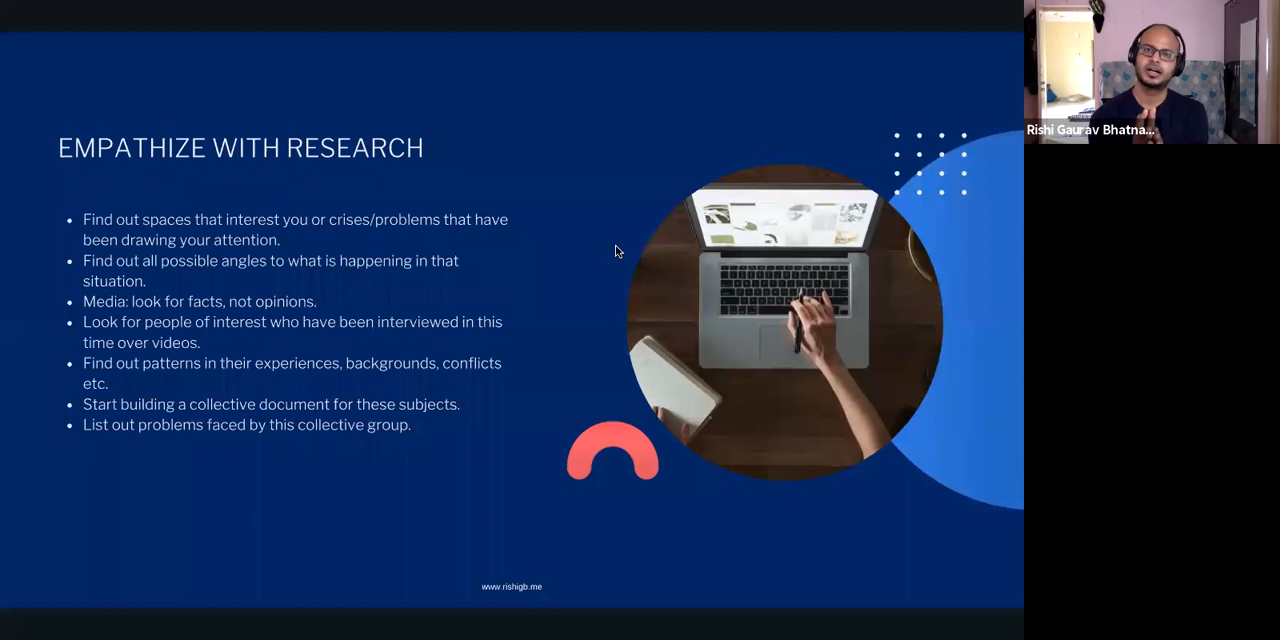 EMPATHIZE WITH RESEARCH
• Find out spaces that interest you or crises/problems that have
been drawing your attention.
• Find out all possible angles to what is happening in that
situation.
• Media: look for facts, not opinions.
• Look for people of interest who have been interviewed in this
time over videos.
• Find out patterns in their experiences, backgrounds, conflicts
etc.
• Start building a collective document for these subjects.
• List out problems faced by this collective group.
www.rishigb.me
Rishi Gaurav Bhatna...